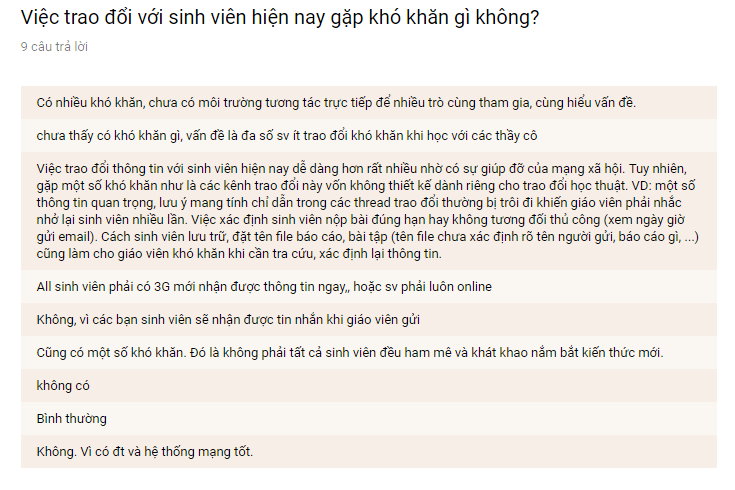 Việc trao đổi với sinh viên hiện nay gặp khó khăn gì không?
9 câu trả lời
Có nhiều khó khăn, chưa có môi trường tương tác trực tiếp để nhiều trò cùng tham gia, cùng hiểu vấn đề.
chưa thấy có khó khăn gì, vấn đề là đa số sv ít trao đổi khó khăn khi học với các thầy cô
Việc trao đổi thông tin với sinh viên hiện nay dễ dàng hơn rất nhiều nhờ có sự giúp đỡ của mạng xã hội. Tuy nhiên,
gặp một số khó khăn như là các kênh trao đổi này vốn không thiết kế dành riêng cho trao đổi học thuật. VD: một số
thông tin quan trọng, lưu ý mang tính chỉ dẫn trong các thread trao đổi thường bị trôi đi khiến giáo viên phải nhắc
nhở lại sinh viên nhiều lần. Việc xác định sinh viên nộp bài đúng hạn hay không tương đối thủ công (xem ngày giờ
gửi email). Cách sinh viên lưu trữ, đặt tên file báo cáo, bài tập (tên file chưa xác định rõ tên người gửi, báo cáo gì, ...)
cũng làm cho giáo viên khó khăn khi cần tra cứu, xác định lại thông tin.
All sinh viên phải có 3G mới nhận được thông tin ngay,, hoặc sv phải luôn online
Không, vì các bạn sinh viên sẽ nhận được tin nhắn khi giáo viên gửi
Cũng có một số khó khăn. Đó là không phải tất cả sinh viên đều ham mê và khát khao nắm bắt kiến thức mới.
không có
Bình thường
Không. Vì có đt và hệ thống mạng tốt.